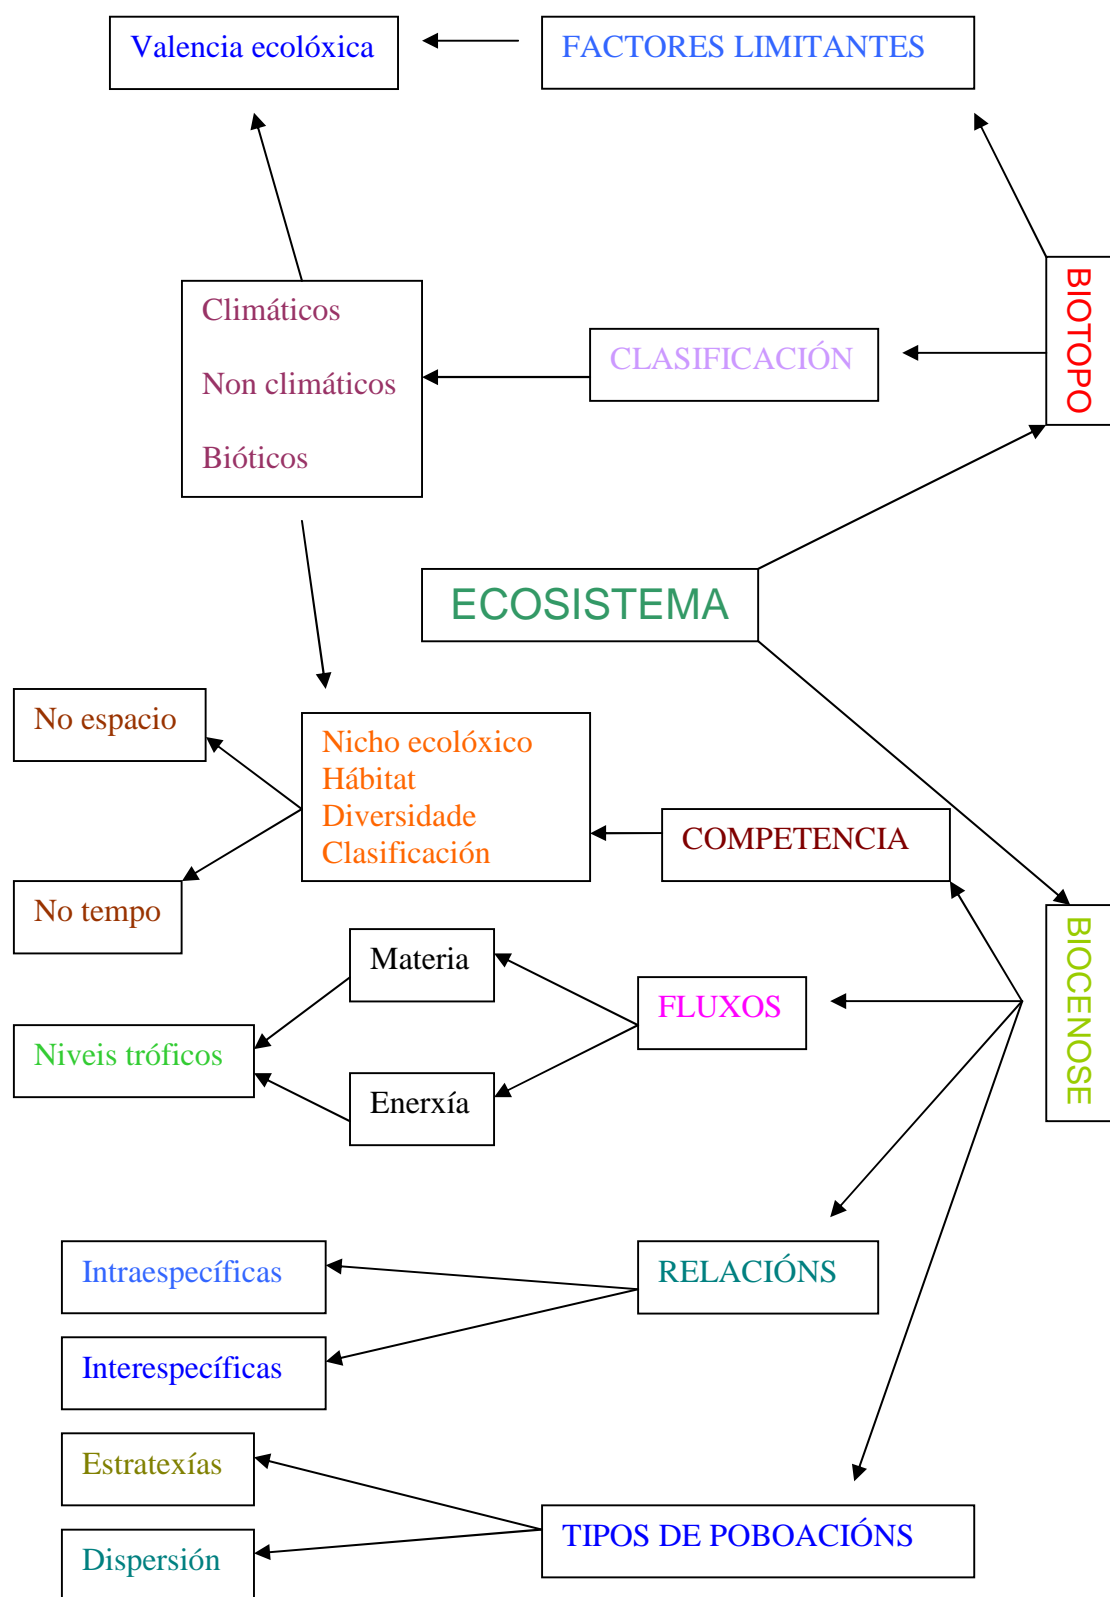 Valencia ecolóxica
FACTORES LIMITANTES
BIOTOPO
Climáticos
CLASIFICACIÓN
Non climáticos
Bióticos
ECOSISTEMA
No espacio
Nicho ecolóxico
Hábitat
Diversidade
Clasificación
COMPETENCIA
No tempo
BIOCENOSE
Materia
FLUXOS
Niveis tróficos
Enerxía
Intraespecíficas
RELACIÓNS
Interespecíficas
Estratexías
TIPOS DE POBOACIÓNS
Dispersión